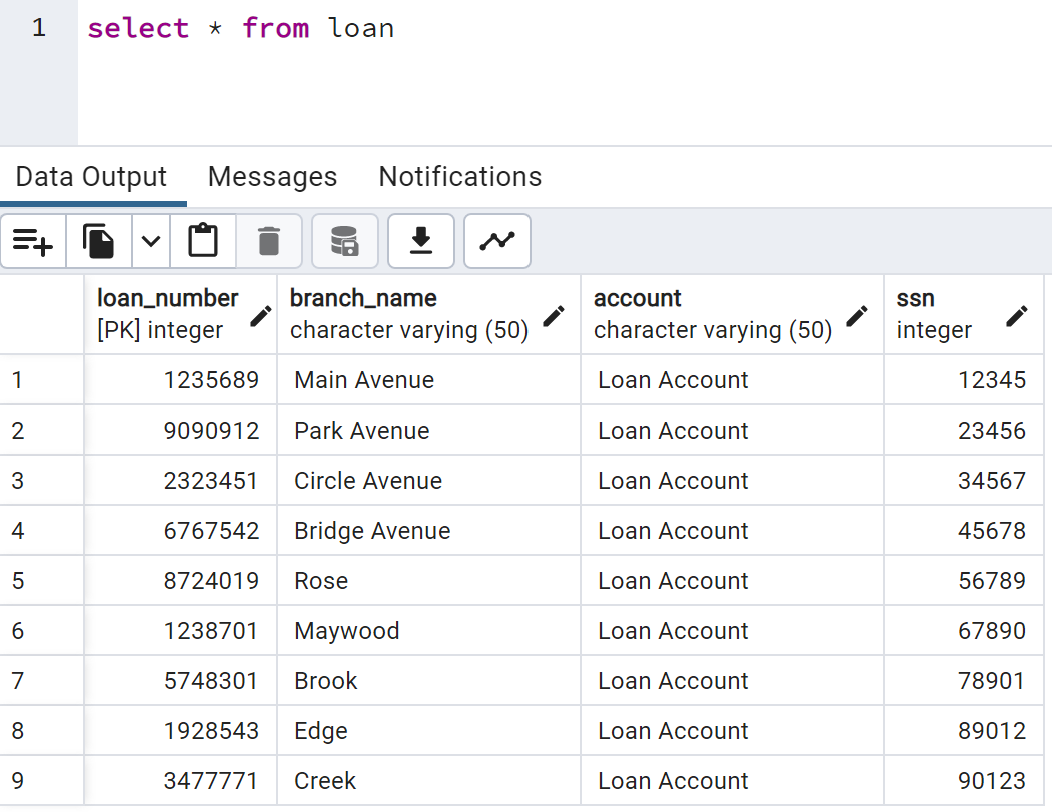 1 select * from loan
Data Output Messages Notifications
loan_number branch_name account ssn
[PK] integer character varying (50) character varying (50) integer
1 1235689 Main Avenue Loan Account 12345
2 9090912 Park Avenue Loan Account 23456
3 2323451 Circle Avenue Loan Account 34567
4 6767542 Bridge Avenue Loan Account 45678
5 8724019 Rose Loan Account 56789
6 1238701 Maywood Loan Account 67890
7 5748301 Brook Loan Account 78901
8 1928543 Edge Loan Account 89012
9 3477771 Creek Loan Account 90123